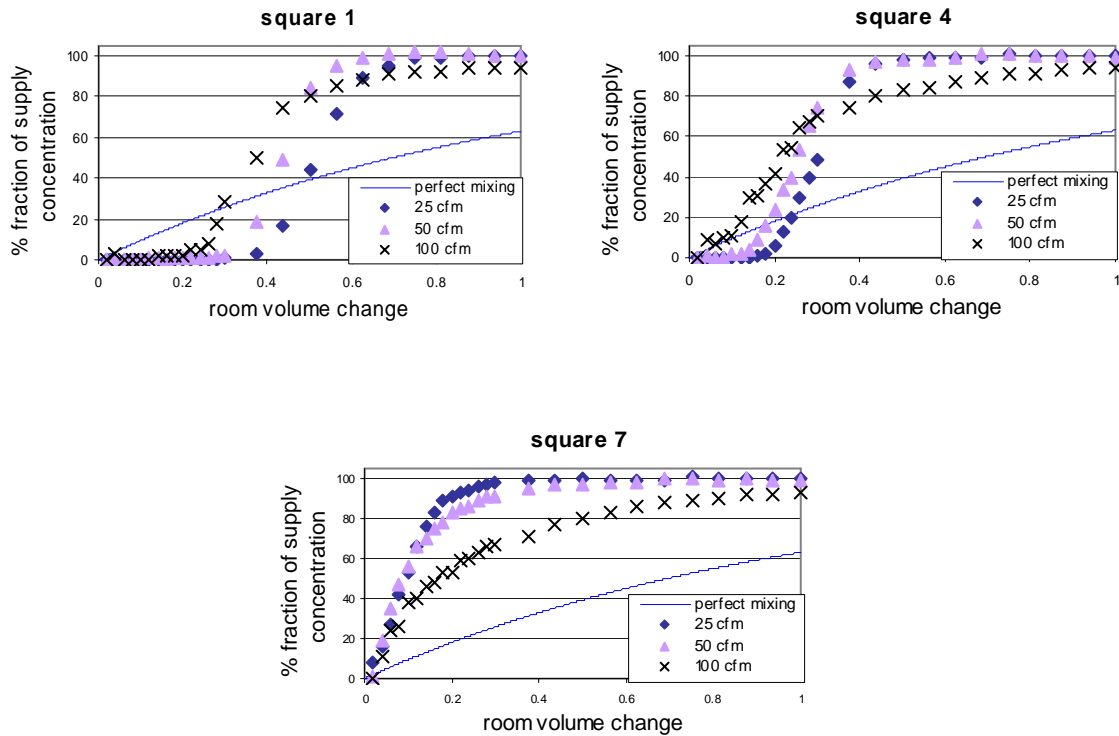 square 1
% fraction of supply
concentration
100
80
60
40
20
0
0
0.2
0.4
0.6
0.8
1
room volume change
perfect mixing
25 cfm
50 cfm
100 cfm
square 4
% fraction of supply
concentration
100
80
60
40
20
0
0
0.2
0.4
0.6
0.8
1
room volume change
perfect mixing
25 cfm
50 cfm
100 cfm
square 7
% fraction of supply
concentration
100
80
60
40
20
0
0
0.2
0.4
0.6
0.8
1
room volume change
perfect mixing
25 cfm
50 cfm
100 cfm